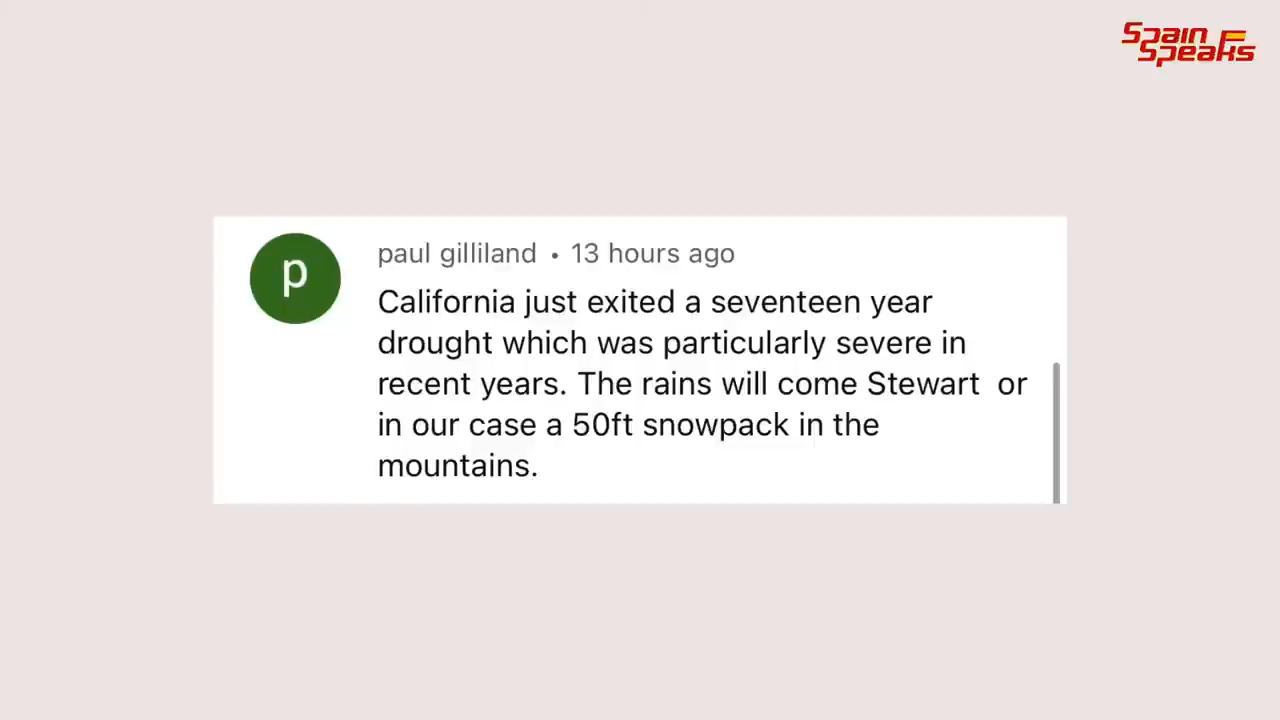 Spain
Speaks
p
paul gilliland • 13 hours ago
California just exited a seventeen year
drought which was particularly severe in
recent years. The rains will come Stewart  or
in our case a 50ft snowpack in the
mountains.